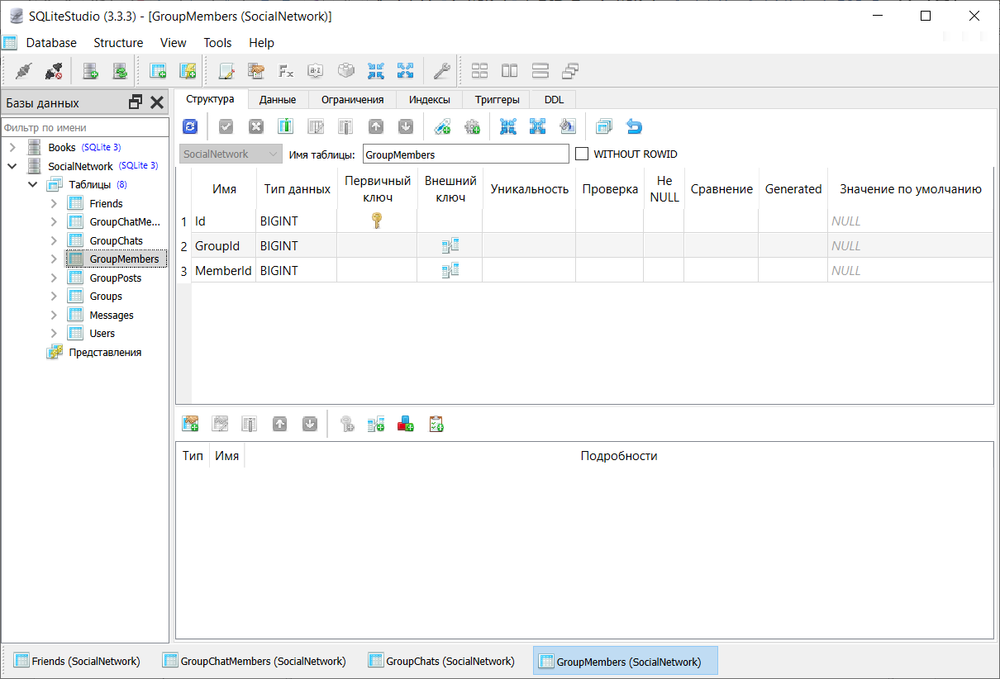 SQLiteStudio (3.3.3) - [GroupMembers (SocialNetwork)]
Database Structure View Tools Help
Базы данных
Фильтр по имени
Books (SQLite 3)
SocialNetwork (SQLite 3)
Таблицы (8)
Friends
GroupChatMe...
GroupChats
GroupMembers
GroupPosts
Groups
Messages
Users
Представления
Структура Данные Ограничения Индексы Триггеры DDL
SocialNetwork Имя таблицы: GroupMembers WITHOUT ROWID
Имя Тип данных Первичный ключ Внешний ключ Уникальность Проверка Не NULL Сравнение Generated Значение по умолчанию
1 Id BIGINT NULL
2 GroupId BIGINT NULL
3 MemberId BIGINT NULL
Тип Имя Подробности
Friends (SocialNetwork) GroupChatMembers (SocialNetwork) GroupChats (SocialNetwork) GroupMembers (SocialNetwork)